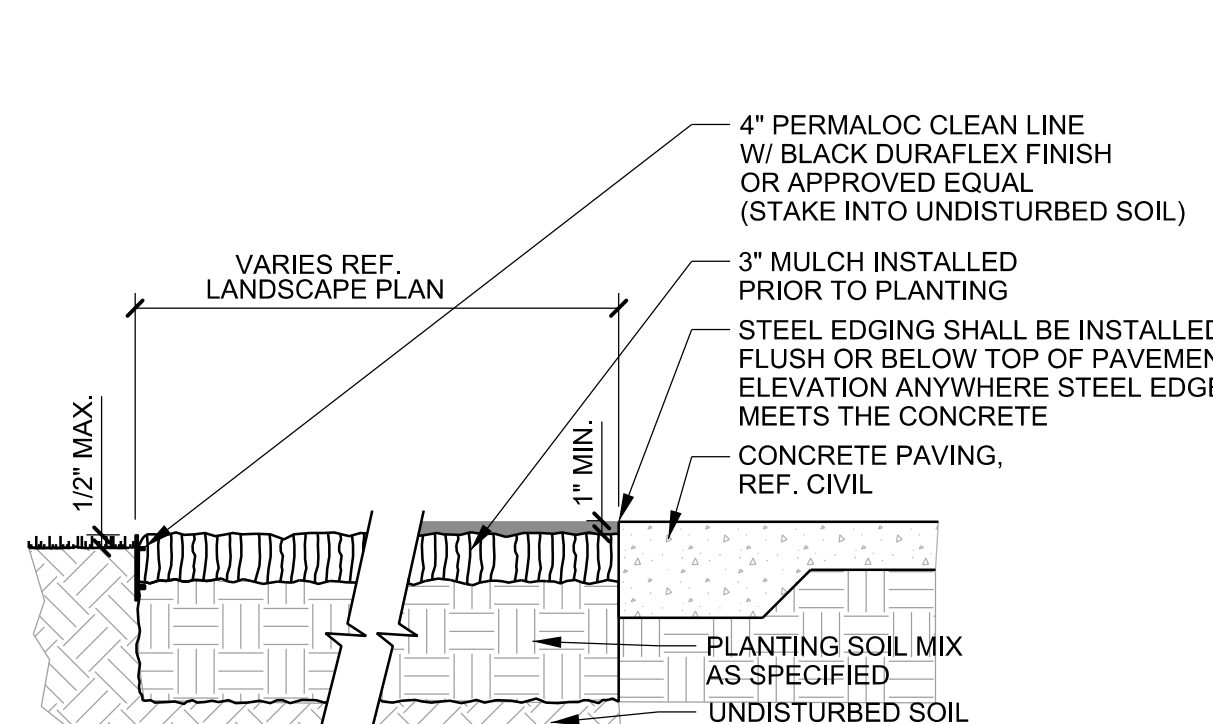 4" PERMALOC CLEAN LINE
W/ BLACK DURAFLEX FINISH
OR APPROVED EQUAL
(STAKE INTO UNDISTURBED SOIL)
VARIES REF.
LANDSCAPE PLAN
3" MULCH INSTALLED
PRIOR TO PLANTING
STEEL EDGING SHALL BE INSTALLED
FLUSH OR BELOW TOP OF PAVEMEN
ELEVATION ANYWHERE STEEL EDGE
MEETS THE CONCRETE
1/2" MAX.
1" MIN.
CONCRETE PAVING,
REF. CIVIL
PLANTING SOIL MIX
AS SPECIFIED
UNDISTURBED SOIL